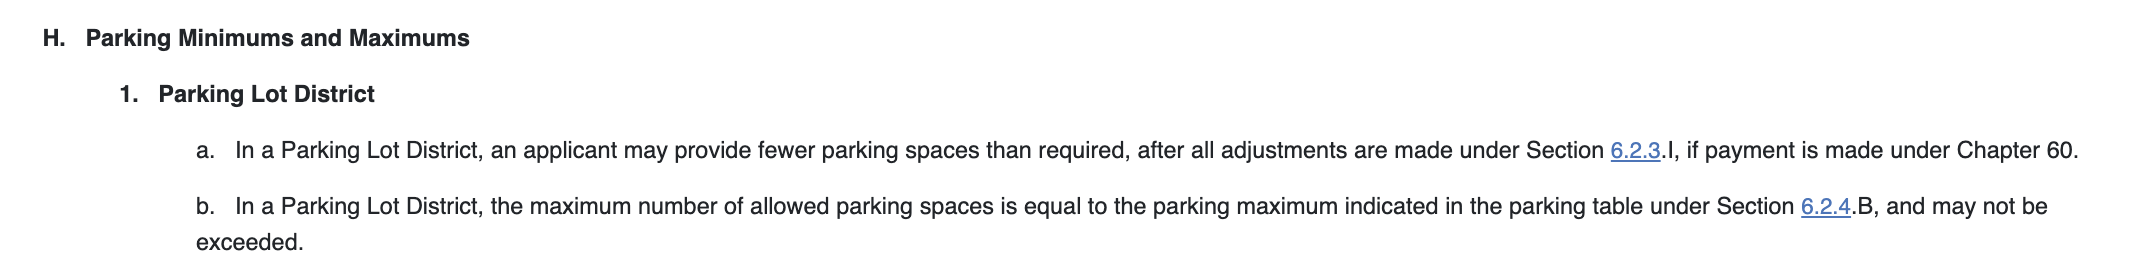 H. Parking Minimums and Maximums
1. Parking Lot District
a. In a Parking Lot District, an applicant may provide fewer parking spaces than required, after all adjustments are made under Section 6.2.3.I, if payment is made under Chapter 60.
b. In a Parking Lot District, the maximum number of allowed parking spaces is equal to the parking maximum indicated in the parking table under Section 6.2.4.B, and may not be
exceeded.